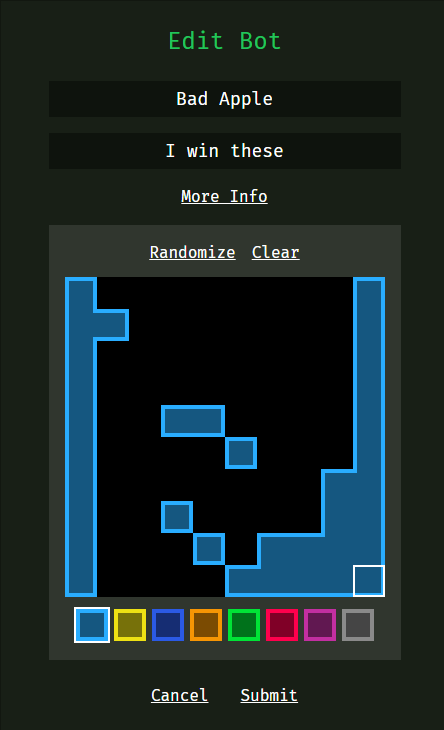 Edit Bot
Bad Apple
I win these
More Info
Randomize Clear
Cancel Submit